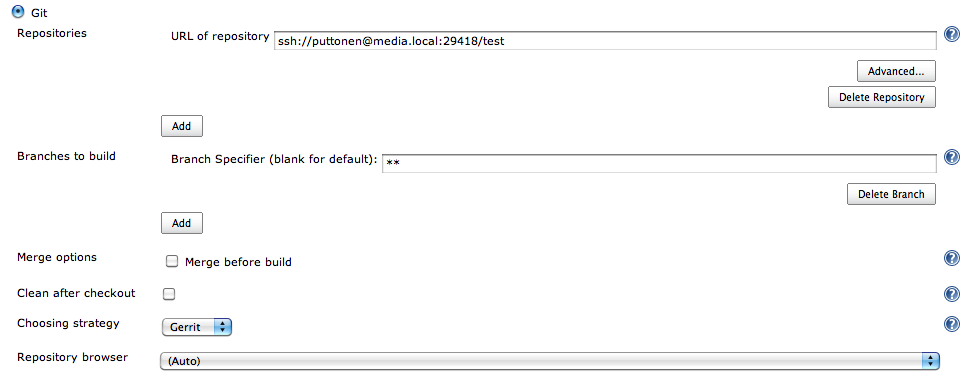 Git
Repositories
URL of repository ssh://puttonen@media.local:29418/test
Advanced...
Delete Repository
Add
Branches to build
Branch Specifier (blank for default): **
Delete Branch
Add
Merge options
Merge before build
Clean after checkout
Choosing strategy
Gerrit
Repository browser
(Auto)